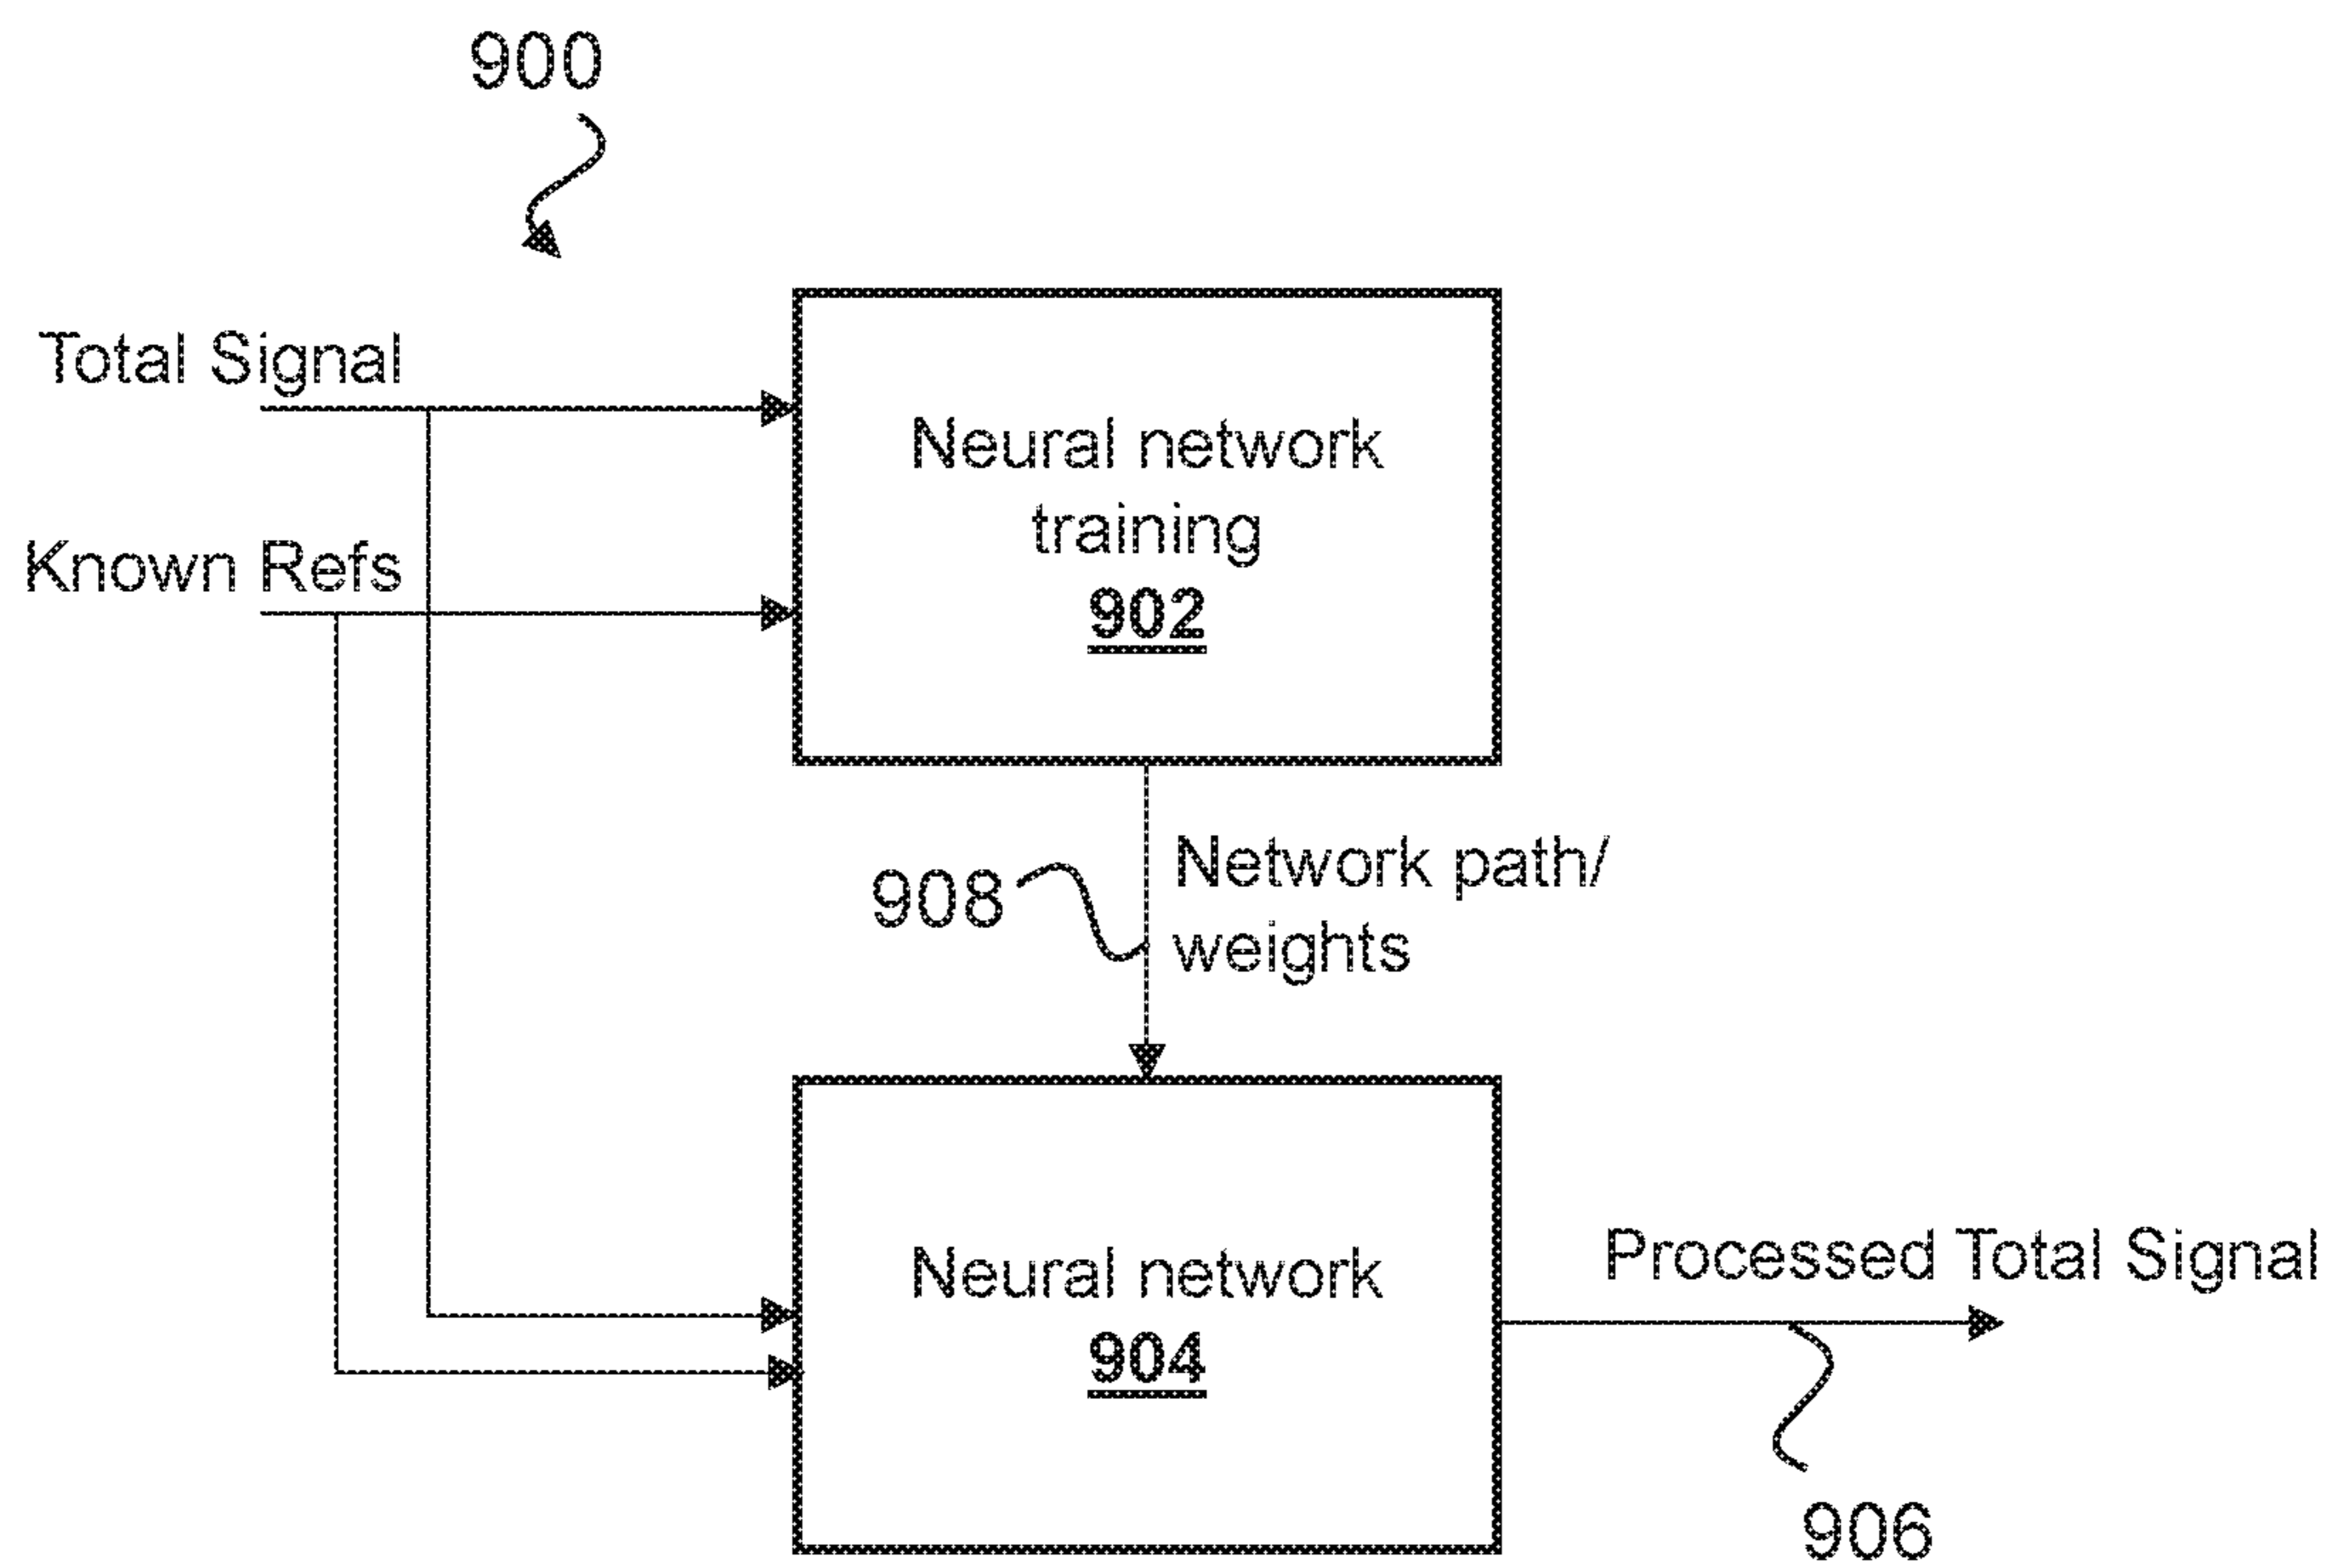 900
Total Signal
Known Refs
Neural network
training
902
908
Network path/
weights
Neural network
904
Processed Total Signal
906